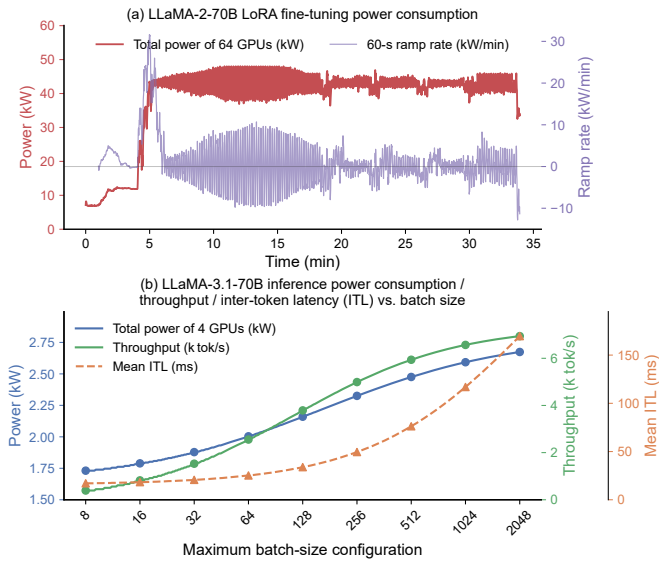 (a) LLaMA-2-70B LoRA fine-tuning power consumption
Total power of 64 GPUs (kW)
60-s ramp rate (kW/min)
Power (kW)
60
50
40
30
20
10
0
Ramp rate (kW/min)
30
20
10
0
−10
0 5 10 15 20 25 30 35
Time (min)
(b) LLaMA-3.1-70B inference power consumption /
throughput / inter-token latency (ITL) vs. batch size
Total power of 4 GPUs (kW)
Throughput (k tok/s)
Mean ITL (ms)
Power (kW)
2.75
2.50
2.25
2.00
1.75
1.50
Throughput (k tok/s)
6
4
2
0
Mean ITL (ms)
150
100
50
0
8 16 32 64 128 256 512 1024 2048
Maximum batch-size configuration